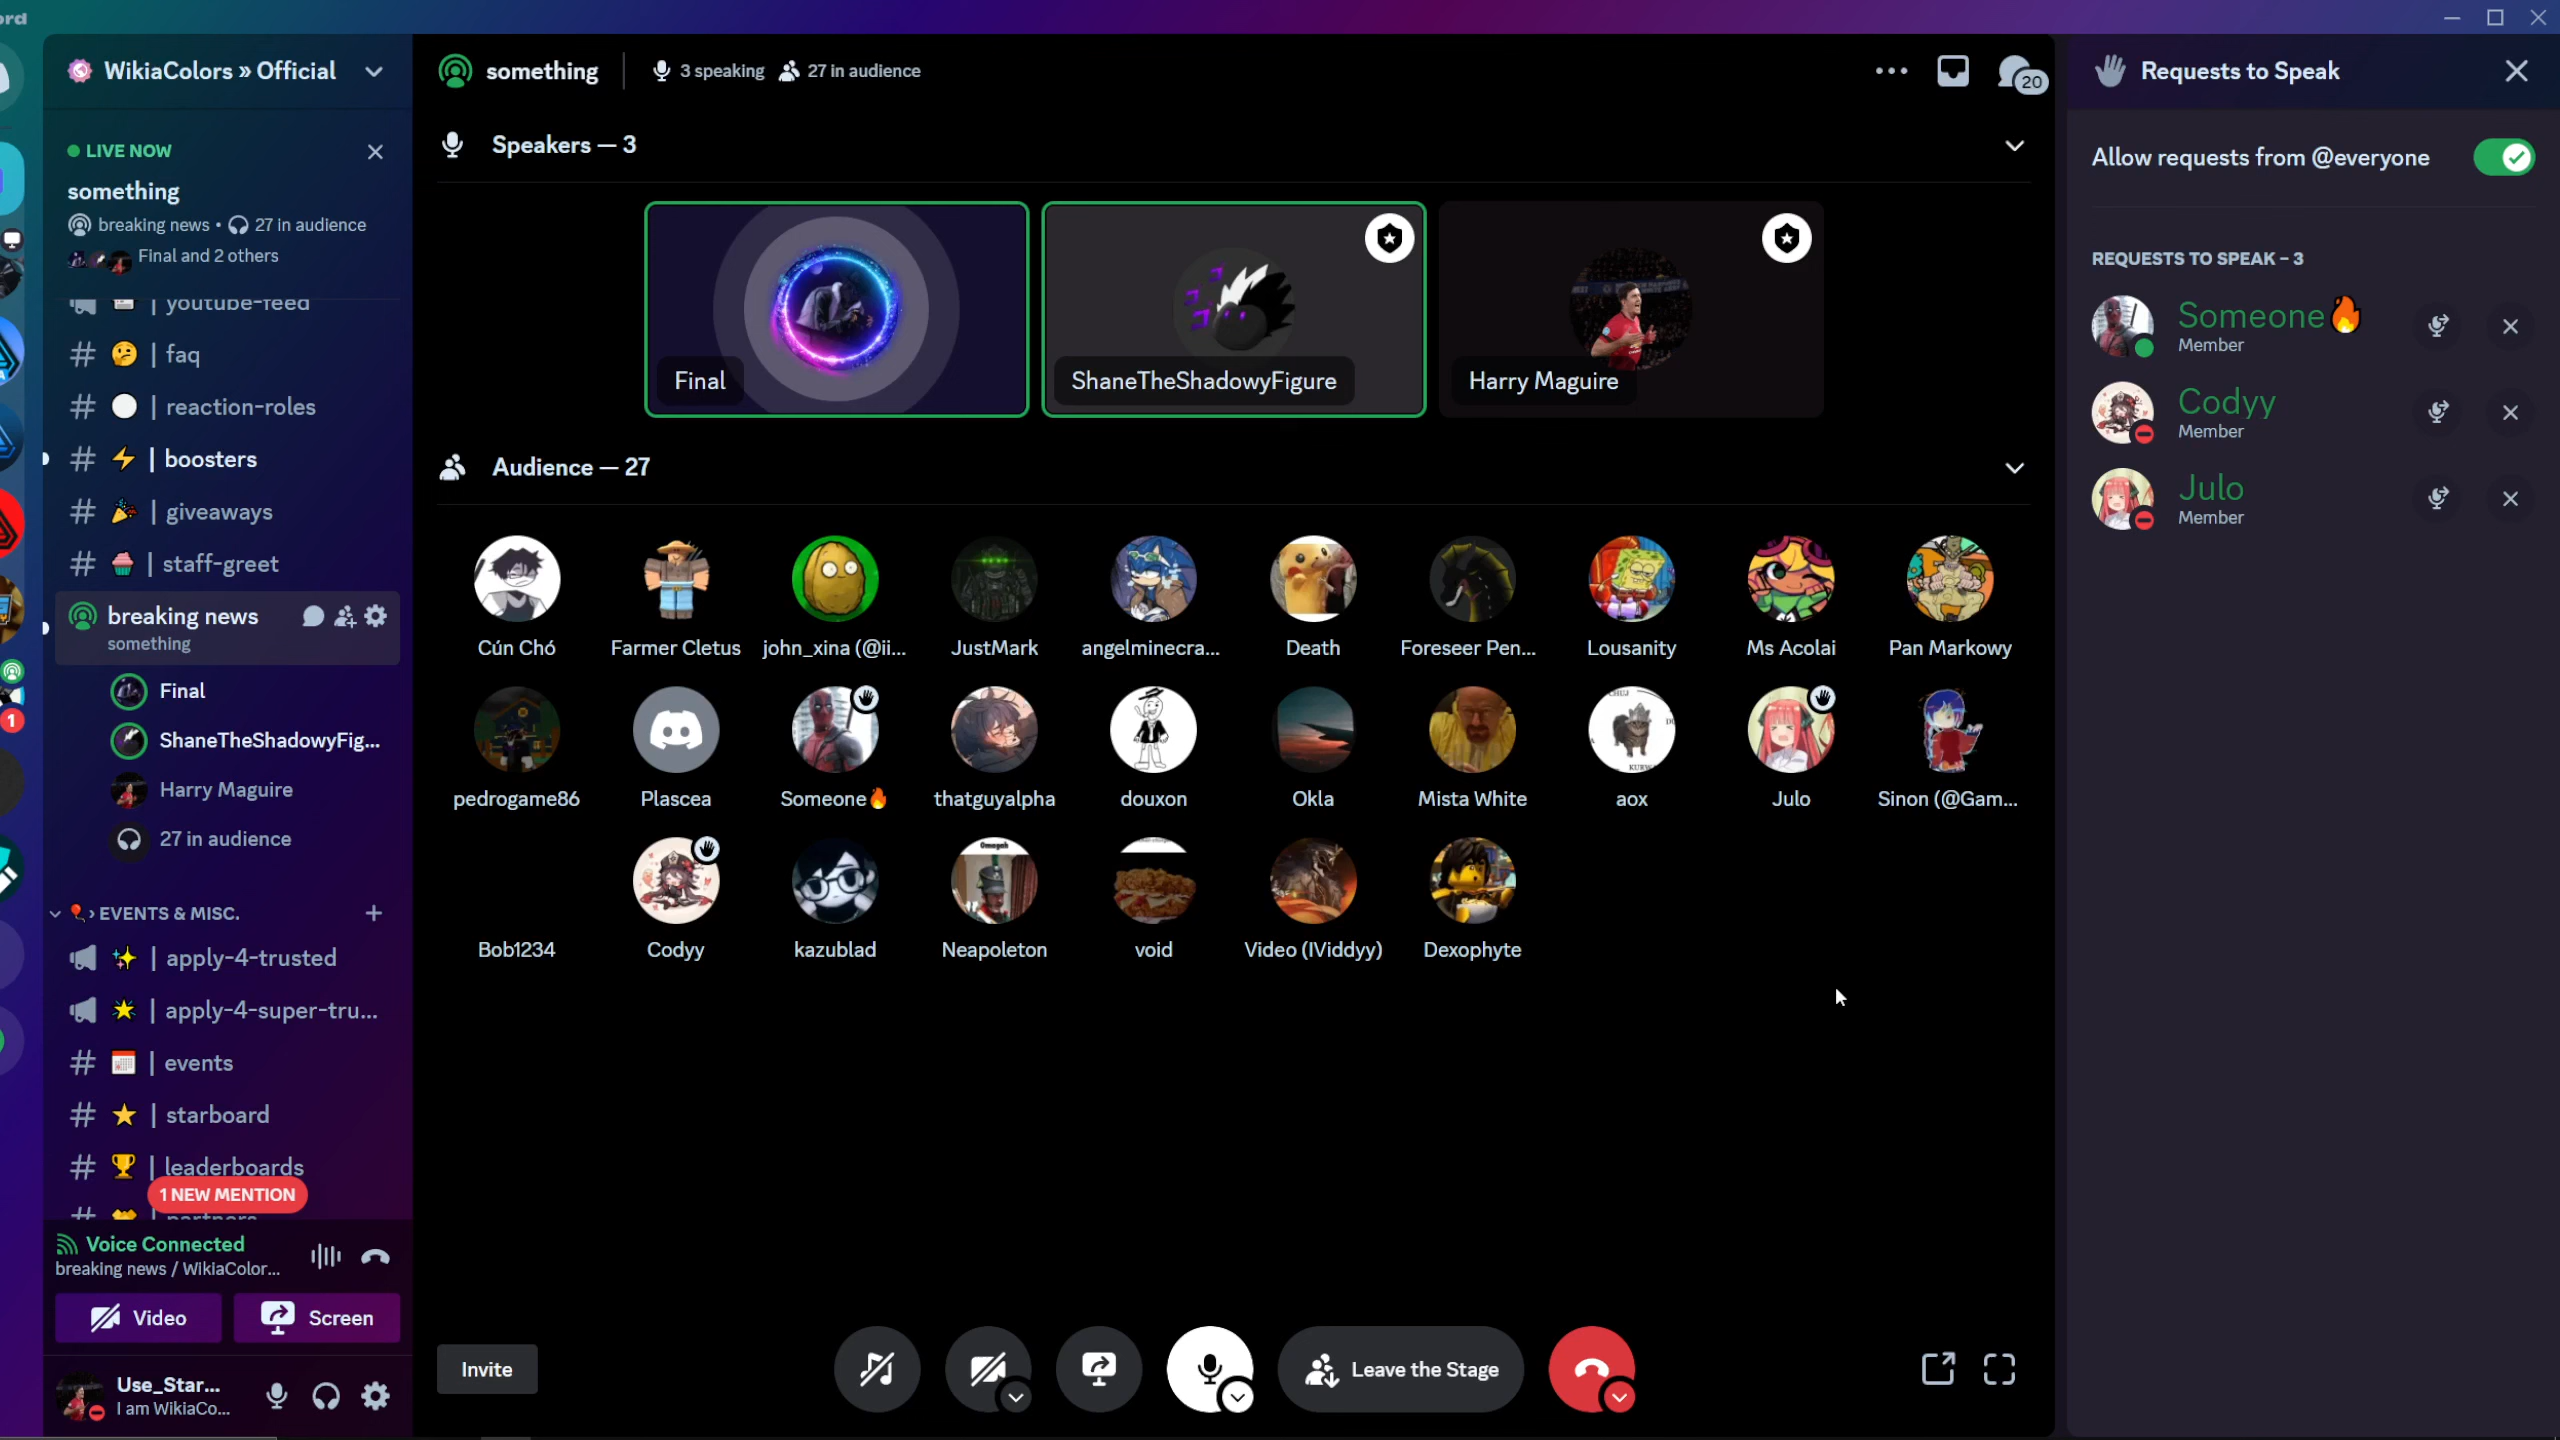 ord
WikiaColors » Official
LIVE NOW
something
breaking news • 27 in audience
Final and 2 others
| youtube-feed
# 🤔 | faq
# ⚪ | reaction-roles
# ⚡ | boosters
# 🎉 | giveaways
# 🧁 | staff-greet
breaking news
something
Final
ShaneTheShadowyFig...
Harry Maguire
27 in audience
🎈› EVENTS & MISC.
✨ | apply-4-trusted
🌟 | apply-4-super-tru...
# 📅 | events
# ⭐ | starboard
# 🏆 | leaderboards
1 NEW MENTION
# | partners
Voice Connected
breaking news / WikiaColor...
Video
Screen
Use_Star...
I am WikiaCo...
1
something
3 speaking
27 in audience
20
Speakers — 3
Final
ShaneTheShadowyFigure
Harry Maguire
Audience — 27
Cún Chó
Farmer Cletus
john_xina (@ii...
JustMark
angelminecra...
Death
Foreseer Pen...
Lousanity
Ms Acolai
Pan Markowy
pedrogame86
Plascea
Someone🔥
thatguyalpha
douxon
Okla
Mista White
aox
Julo
Sinon (@Gam...
Omegeh
Bob1234
Codyy
kazublad
Neapoleton
void
Video (IViddyy)
Dexophyte
Invite
Leave the Stage
Requests to Speak
Allow requests from @everyone
REQUESTS TO SPEAK – 3
Someone🔥
Member
Codyy
Member
Julo
Member